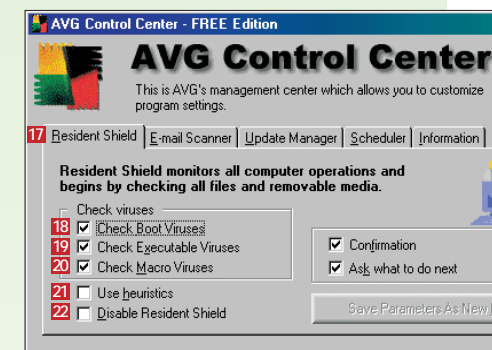 AVG Control Center - FREE Edition
AVG Control Center
This is AVG's management center which allows you to customize
program settings.
17 Resident Shield E-mail Scanner Update Manager Scheduler Information
Resident Shield monitors all computer operations and
begins by checking all files and removable media.
Check viruses
18 Check Boot Viruses
19 Check Executable Viruses
20 Check Macro Viruses
Confirmation
Ask what to do next
21 Use heuristics
22 Disable Resident Shield
Save Parameters As New